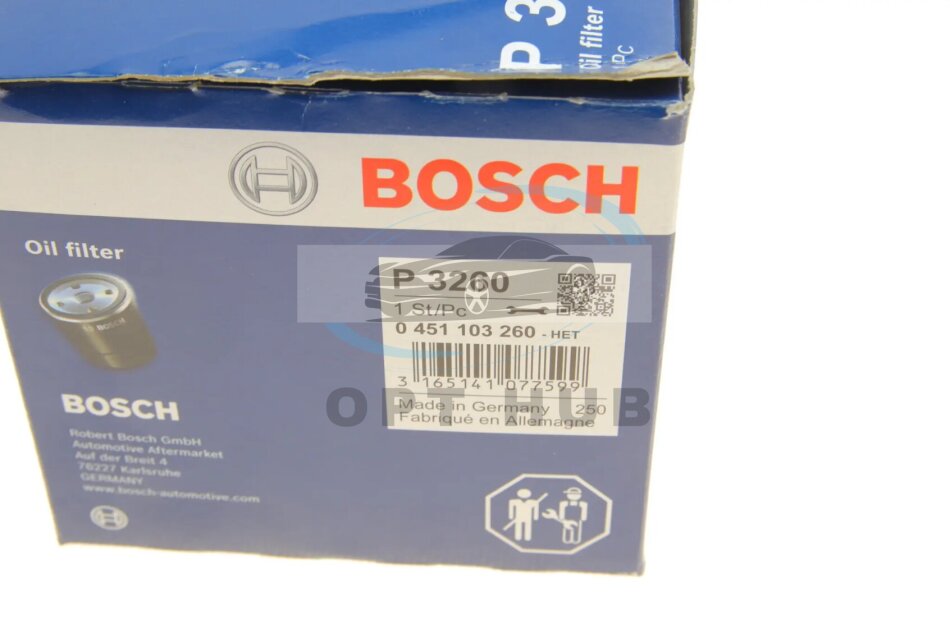 P 3
Oil filter
Pc
BOSCH
Oil filter
BOSCH
P 3260
1 St/Pc
0 451 103 260 - HET
3 165141 077599
Made in Germany 250
Fabriqué en Allemagne
OPT HUB
BOSCH
Robert Bosch GmbH
Automotive Aftermarket
Auf der Breit 4
76227 Karlsruhe
GERMANY
www.bosch-automotive.com